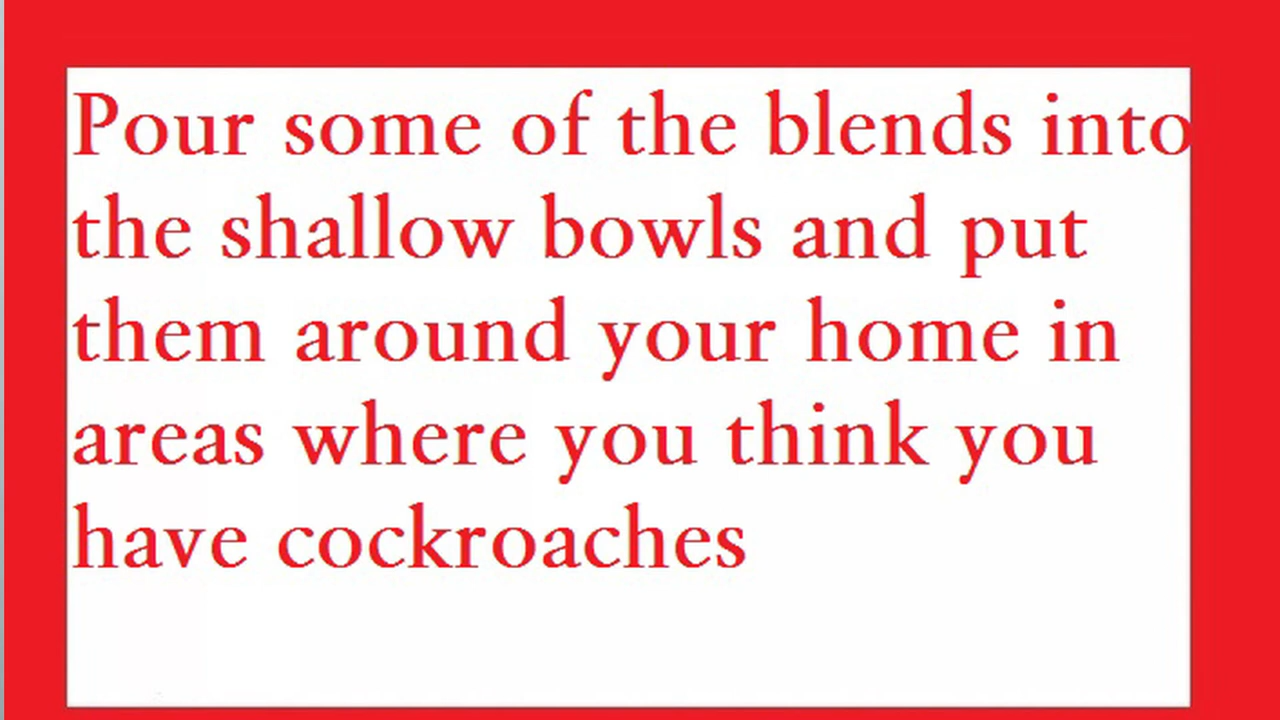 Pour some of the blends into
the shallow bowls and put
them around your home in
areas where you think you
have cockroaches